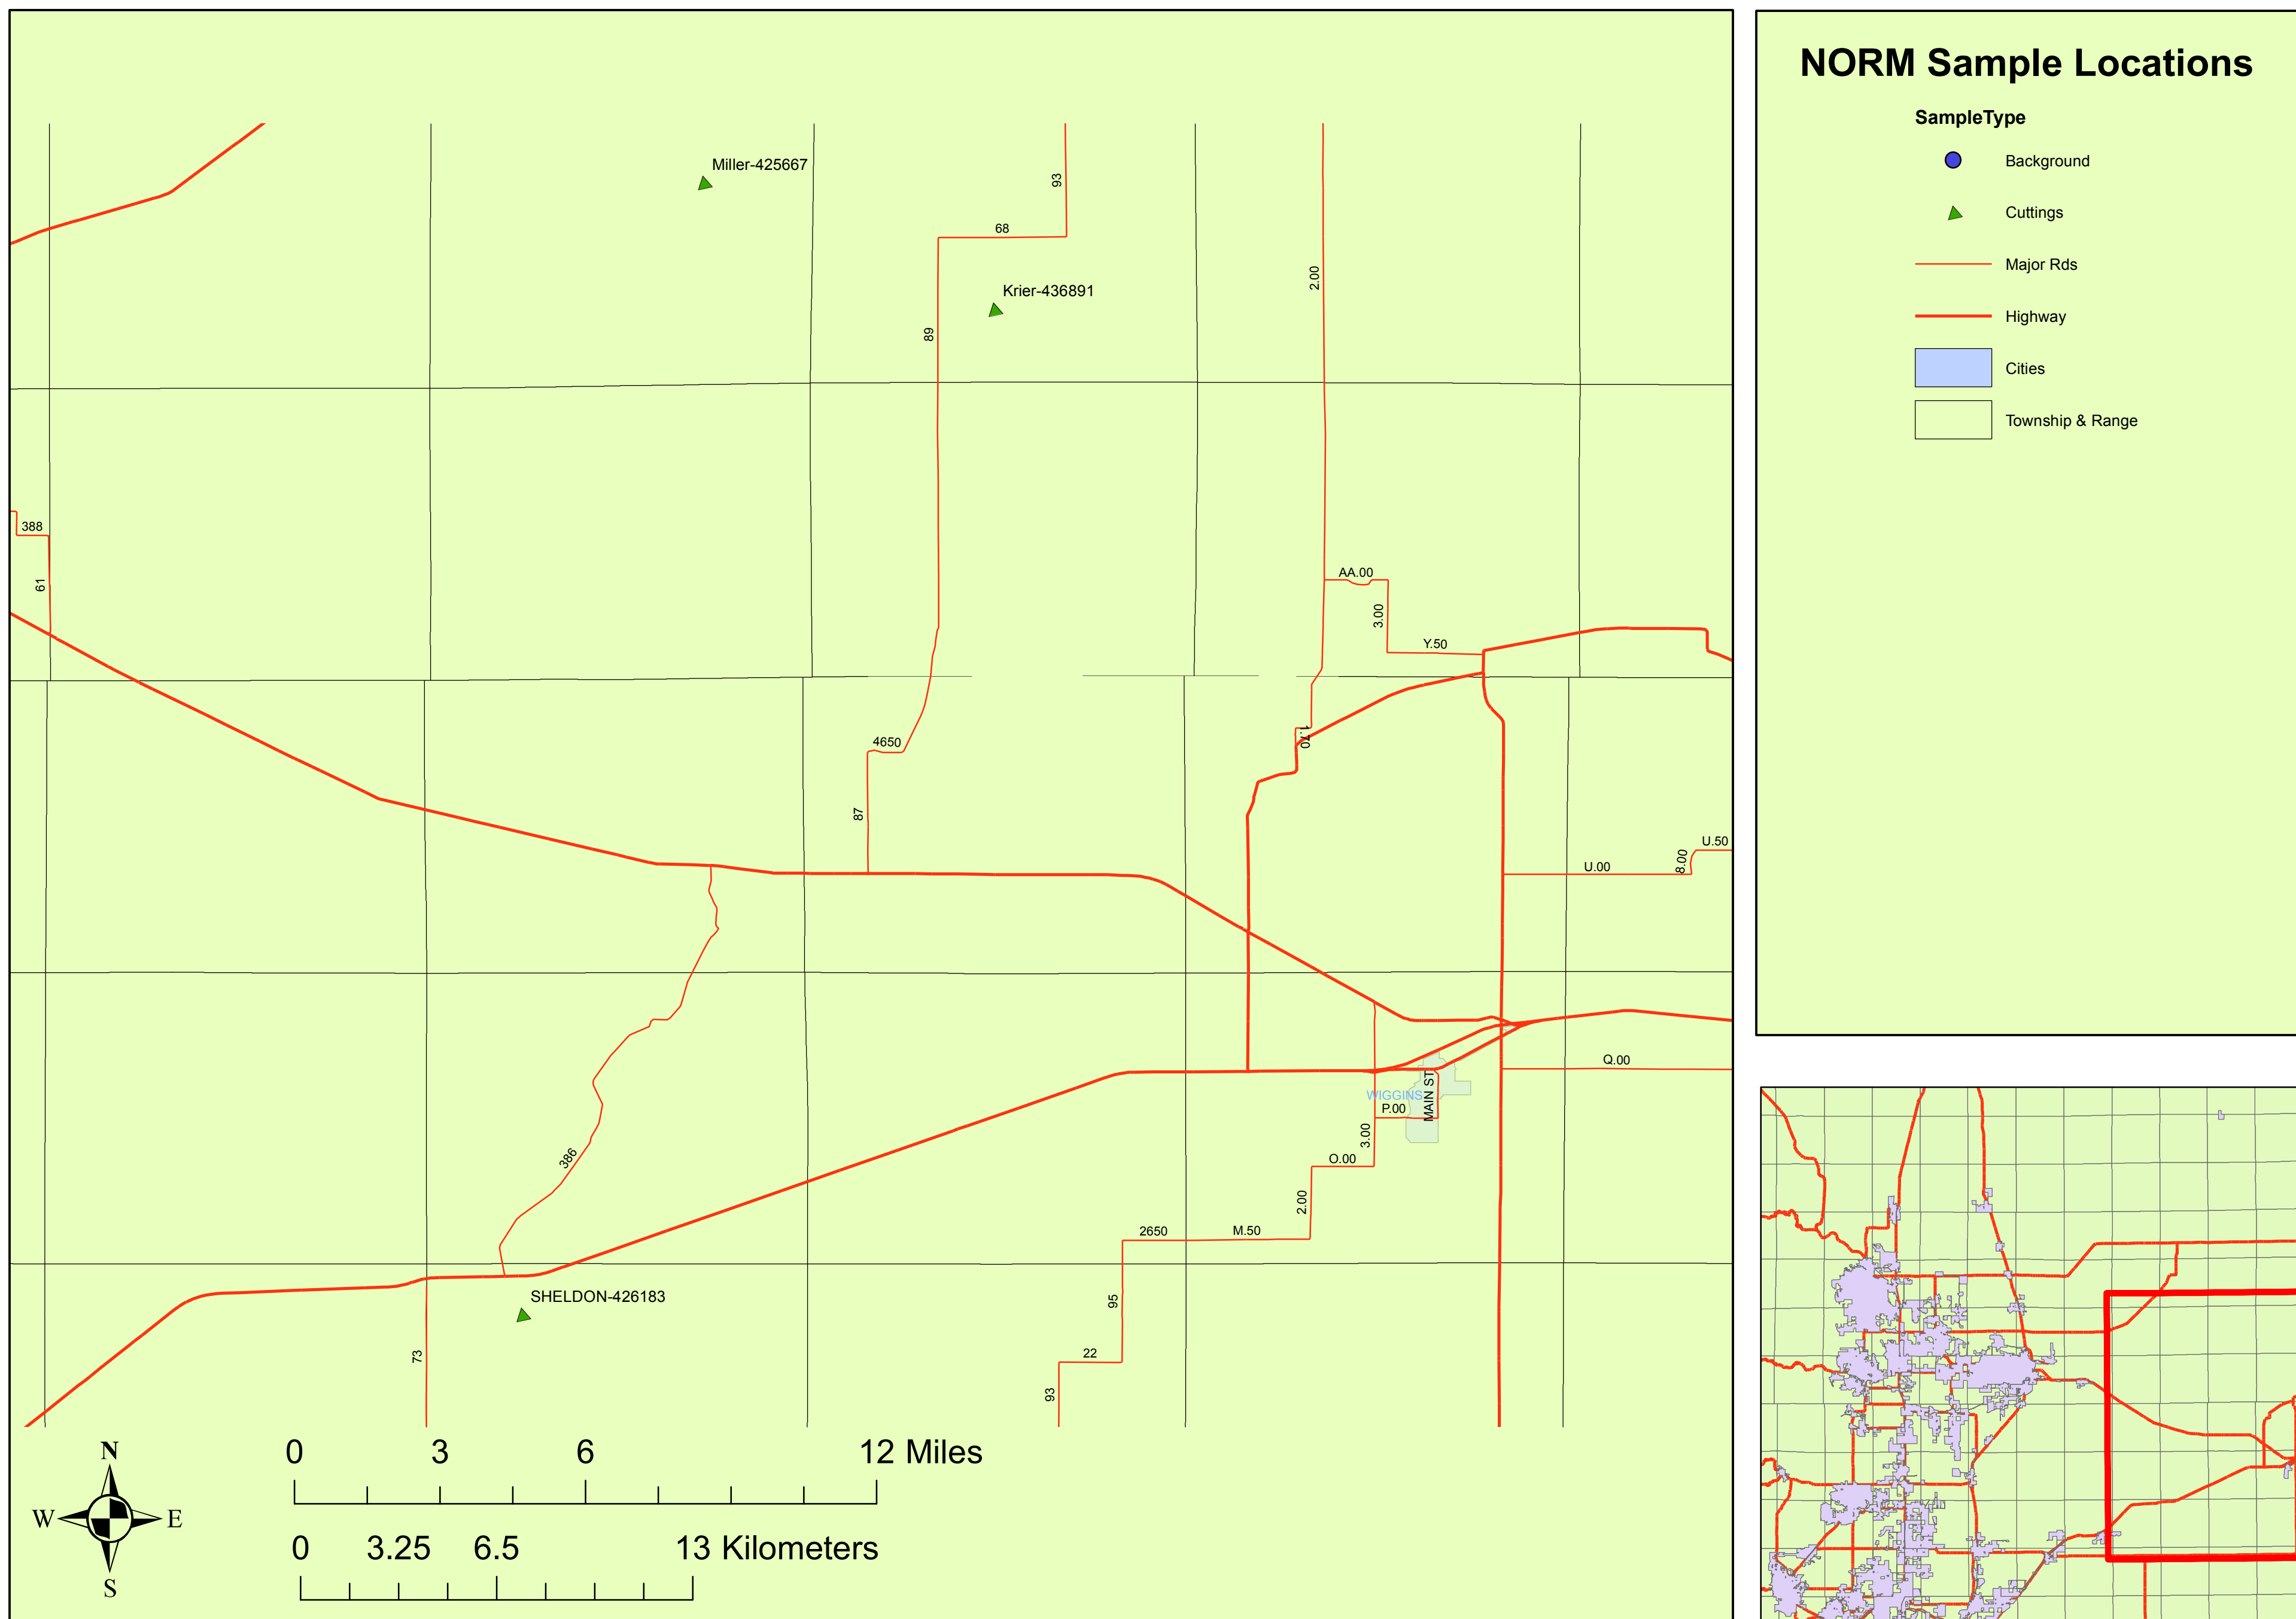 NORM Sample Locations
SampleType
Background
Cuttings
Major Rds
Highway
Cities
Township & Range
Miller-425667
93
68
2.00
Krier-436891
89
388
61
AA.00
3.00
Y.50
1.70
4650
87
U.50
U.00
8.00
Q.00
WIGGINS
MAIN ST
P.00
3.00
O.00
386
2.00
2650
M.50
SHELDON-426183
95
73
22
93
0 3 6 12 Miles
0 3.25 6.5 13 Kilometers
N
W
E
S